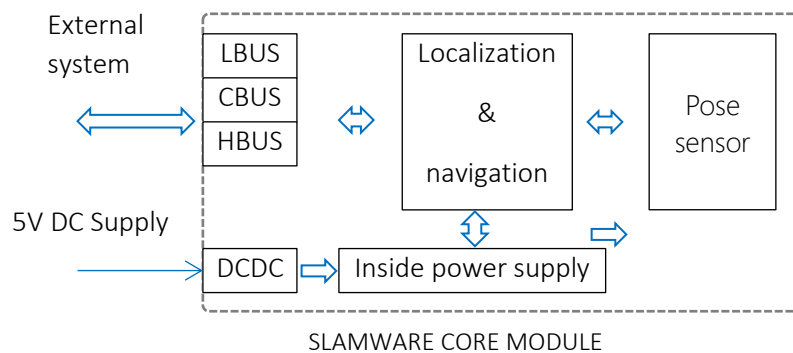 External
system
LBUS
CBUS
HBUS
Localization
&
navigation
Pose
sensor
5V DC Supply
DCDC
Inside power supply
SLAMWARE CORE MODULE